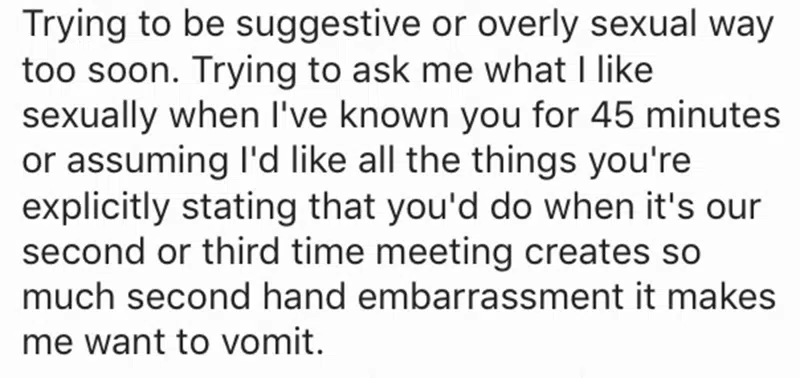 Trying to be suggestive or overly sexual way
too soon. Trying to ask me what I like
sexually when I've known you for 45 minutes
or assuming I'd like all the things you're
explicitly stating that you'd do when it's our
second or third time meeting creates so
much second hand embarrassment it makes
me want to vomit.